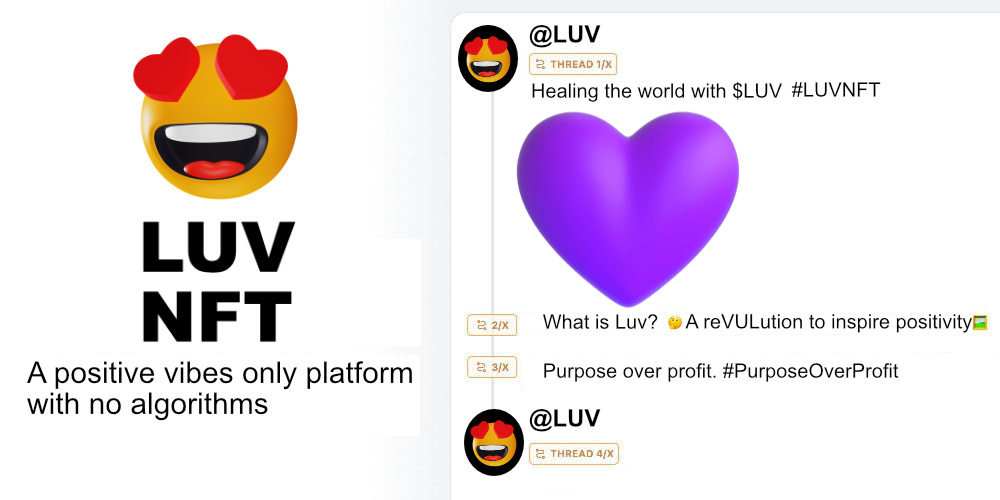 LUV
NFT
A positive vibes only platform
with no algorithms
@LUV
THREAD 1/X
Healing the world with $LUV #LUVNFT
2/X
What is Luv? 🤔 A reVULution to inspire positivity🖼️
3/X
Purpose over profit. #PurposeOverProfit
@LUV
THREAD 4/X